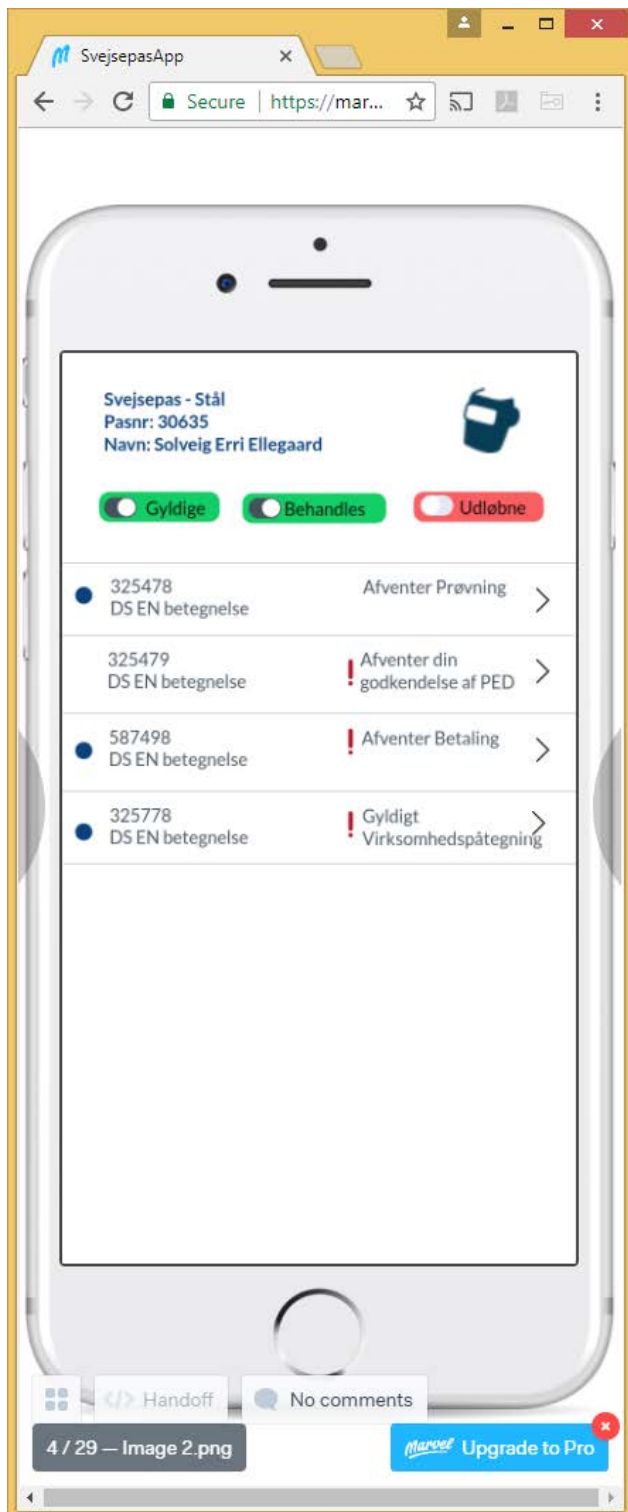 SvejsepasApp
Secure | https://mar...
Svejsepas - Stål
Pasnr: 30635
Navn: Solveig Erri Ellegaard
Gyldige
Behandles
Udløbne
325478
DS EN betegnelse
Afventer Prøvning
325479
DS EN betegnelse
! Afventer din
godkendelse af PED
587498
DS EN betegnelse
! Afventer Betaling
325778
DS EN betegnelse
! Gyldigt
Virksomhedspåtegning
</> Handoff
No comments
4 / 29 — Image 2.png
Marvel Upgrade to Pro